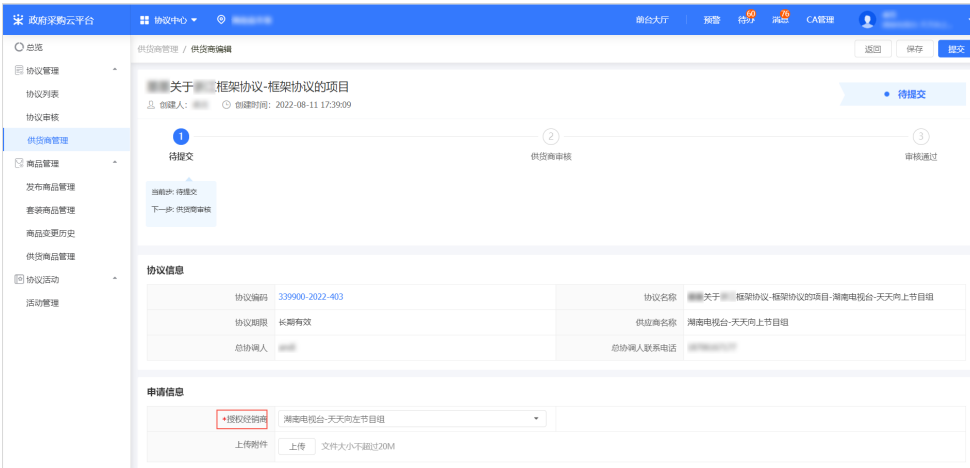 政府采购云平台
协议中心
前台大厅
预警
待办
60
消息
76
CA管理
总览
协议管理
协议列表
协议审核
供货商管理
商品管理
发布商品管理
套装商品管理
商品变更历史
供货商品管理
协议活动
活动管理
供货商管理 / 供货商编辑
返回
保存
提交
关于 框架协议-框架协议的项目
创建人:
创建时间: 2022-08-11 17:39:09
待提交
1
2
3
待提交
供货商审核
审核通过
当前步: 待提交
下一步: 供货商审核
协议信息
协议编码 339900-2022-403
协议名称 关于 框架协议-框架协议的项目-湖南电视台-天天向上节目组
协议期限 长期有效
供应商名称 湖南电视台-天天向上节目组
总协调人
总协调人联系电话
申请信息
*授权经销商 湖南电视台-天天向左节目组
上传附件 上传 文件大小不超过20M